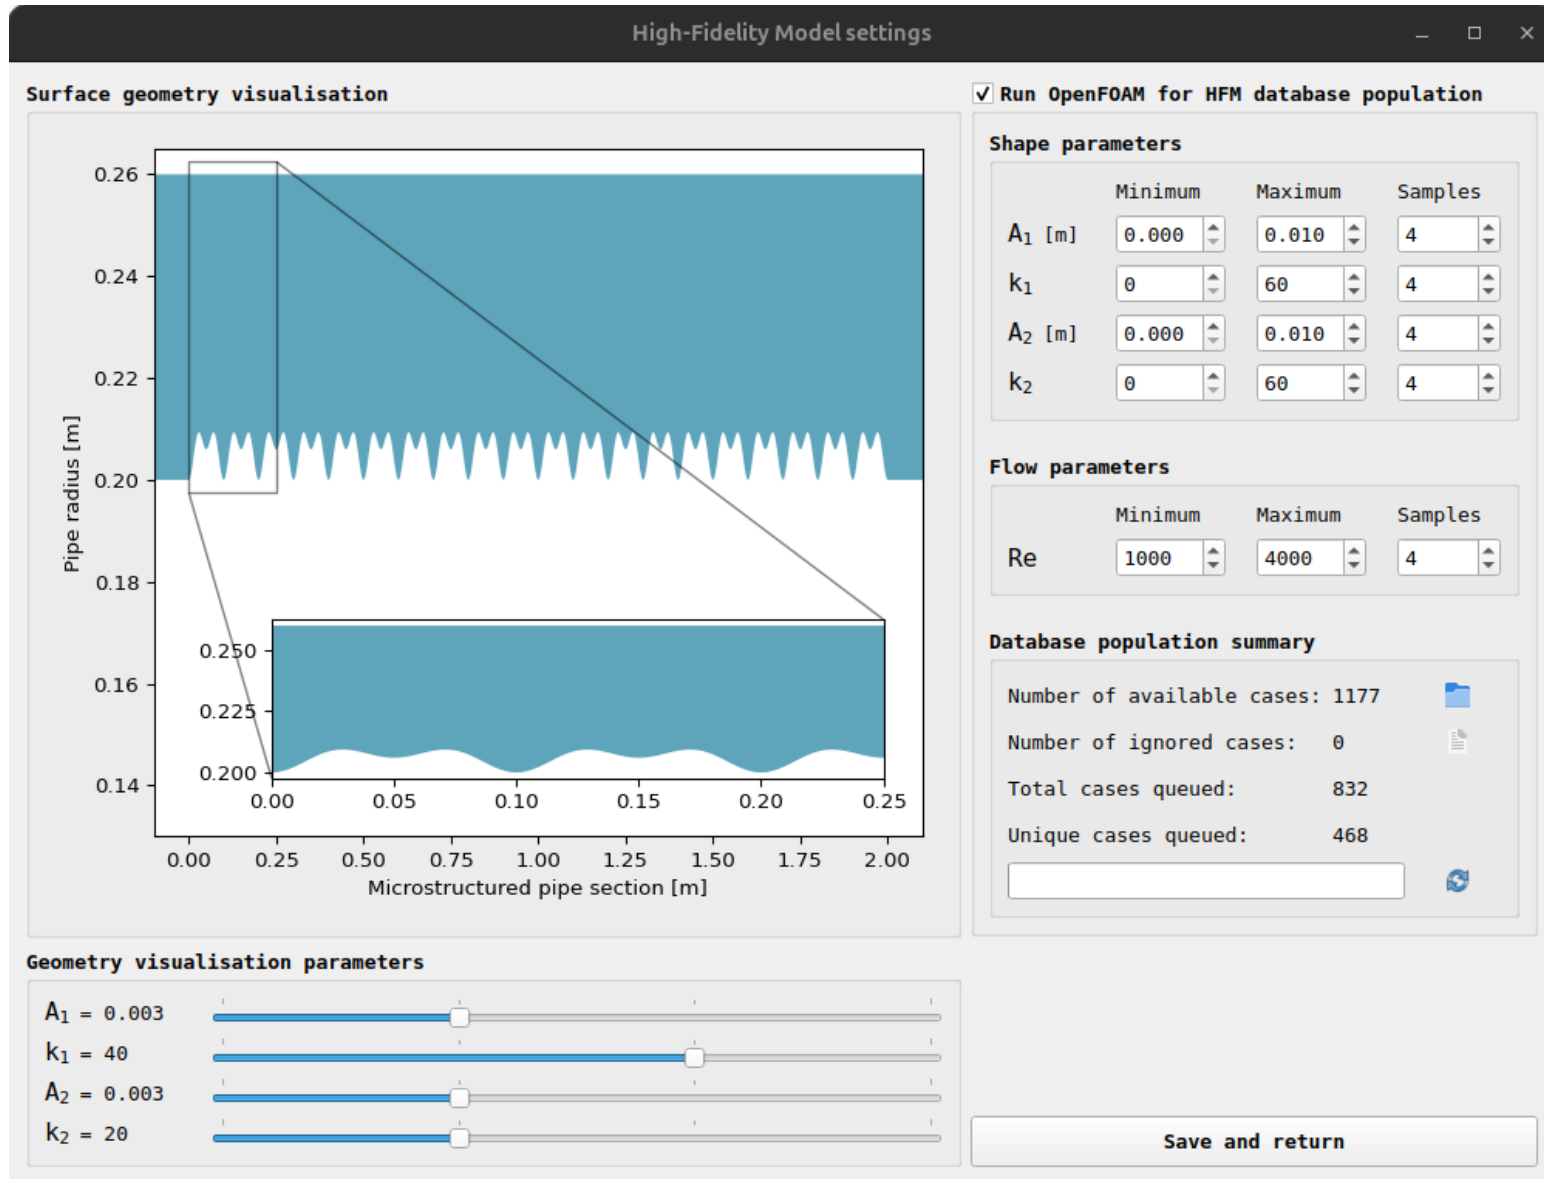 High-Fidelity Model settings
Surface geometry visualisation
0.26
0.24
0.22
0.20
0.18
0.16
0.14
Pipe radius [m]
0.250
0.225
0.200
0.00 0.05 0.10 0.15 0.20 0.25
0.00 0.25 0.50 0.75 1.00 1.25 1.50 1.75 2.00
Microstructured pipe section [m]
Geometry visualisation parameters
A₁ = 0.003
k₁ = 40
A₂ = 0.003
k₂ = 20
Run OpenFOAM for HFM database population
Shape parameters
Minimum Maximum Samples
A₁ [m] 0.000 0.010 4
k₁ 0 60 4
A₂ [m] 0.000 0.010 4
k₂ 0 60 4
Flow parameters
Minimum Maximum Samples
Re 1000 4000 4
Database population summary
Number of available cases: 1177
Number of ignored cases: 0
Total cases queued: 832
Unique cases queued: 468
Save and return